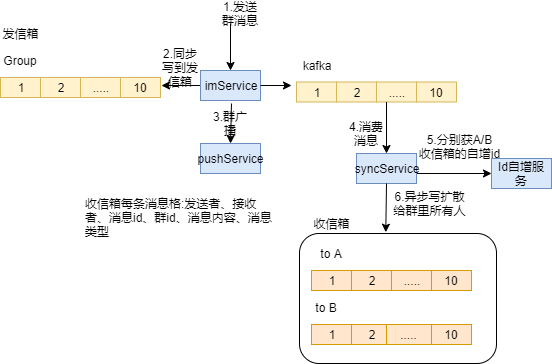 1.发送
群消息
发信箱
Group
1 2 ..... 10
2.同步
写到发
信箱
imService
kafka
1 2 ..... 10
3.群广
播
pushService
4.消费
消息
5.分别获A/B
收信箱的自增id
syncService
Id自增服
务
6.异步写扩散
给群里所有人
收信箱每条消息格:发送者、接收
者、消息id、群id、消息内容、消息
类型
收信箱
to A
1 2 ..... 10
to B
1 2 ..... 10